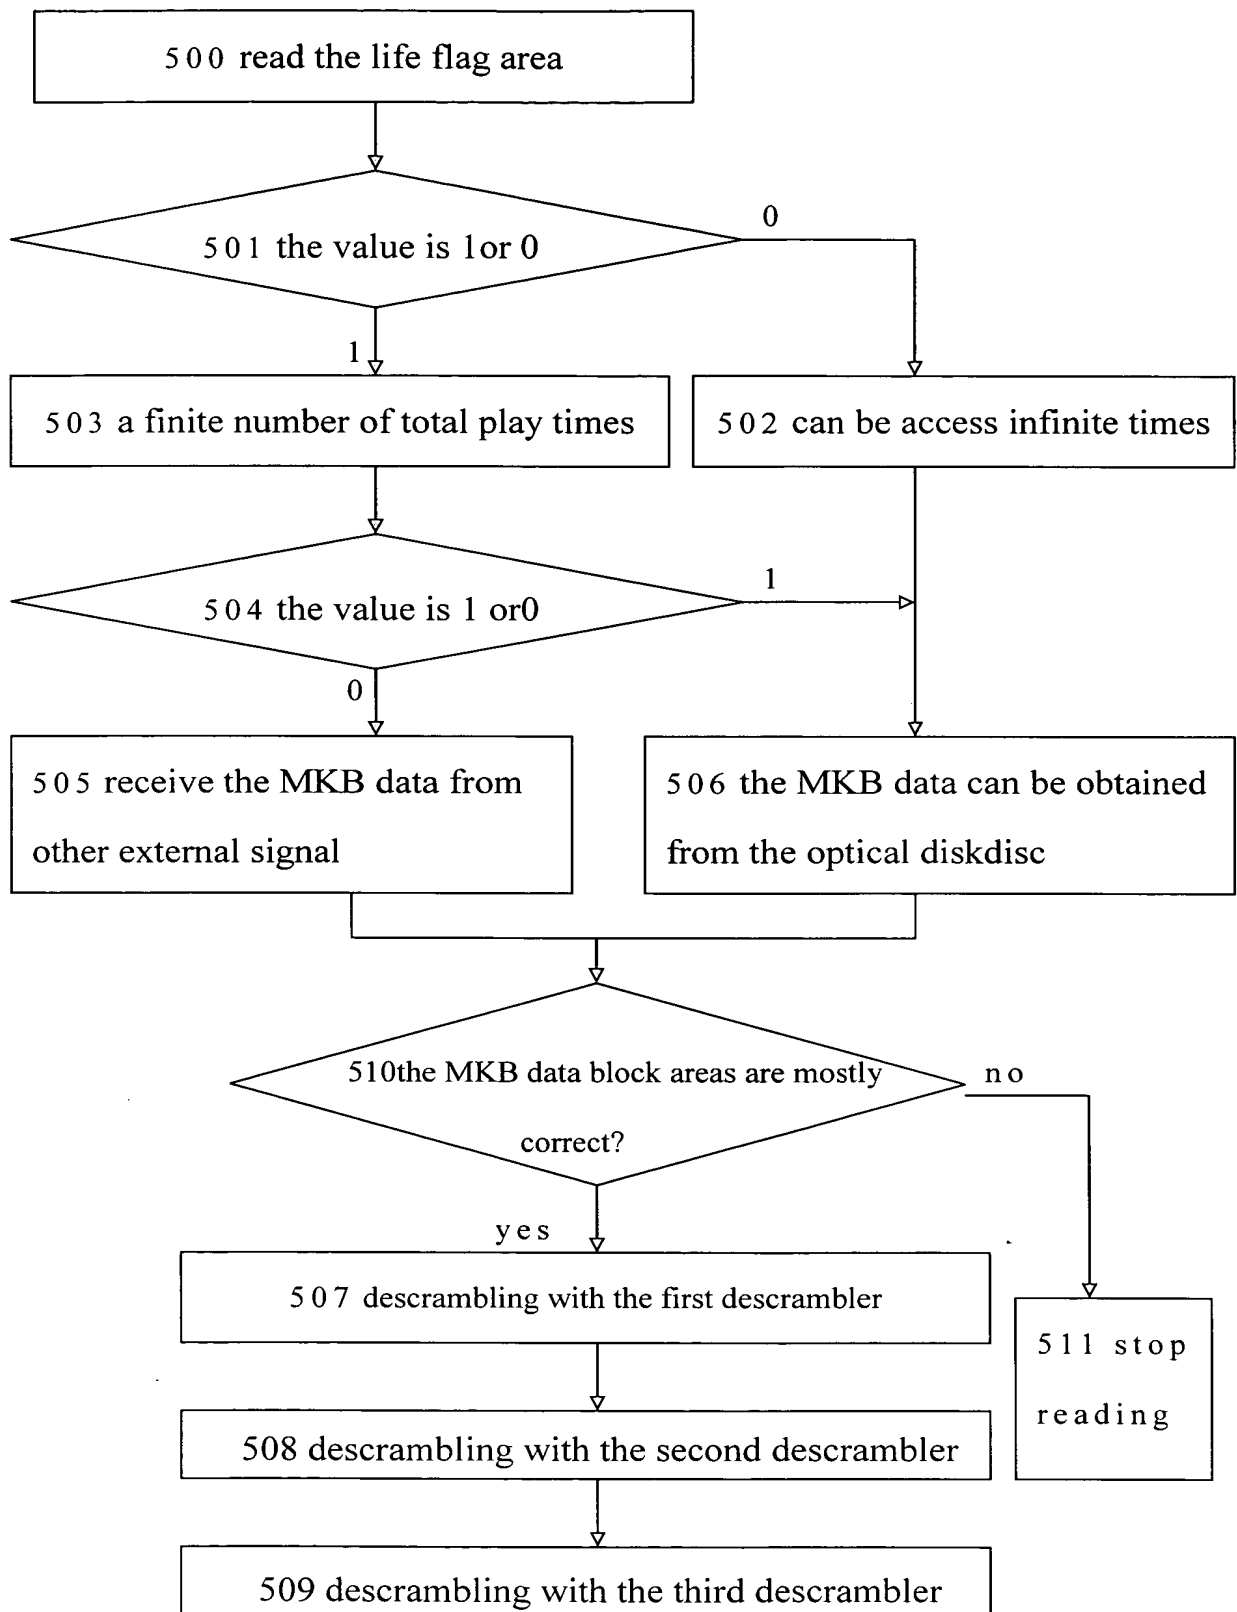 500 read the life flag area
0
501 the value is 1or 0
1
503 a finite number of total play times
502 can be access infinite times
1
504 the value is 1 or0
0
505 receive the MKB data from
other external signal
506 the MKB data can be obtained
from the optical diskdisc
510the MKB data block areas are mostly
correct?
no
yes
507 descrambling with the first descrambler
511 stop
reading
508 descrambling with the second descrambler
509 descrambling with the third descrambler